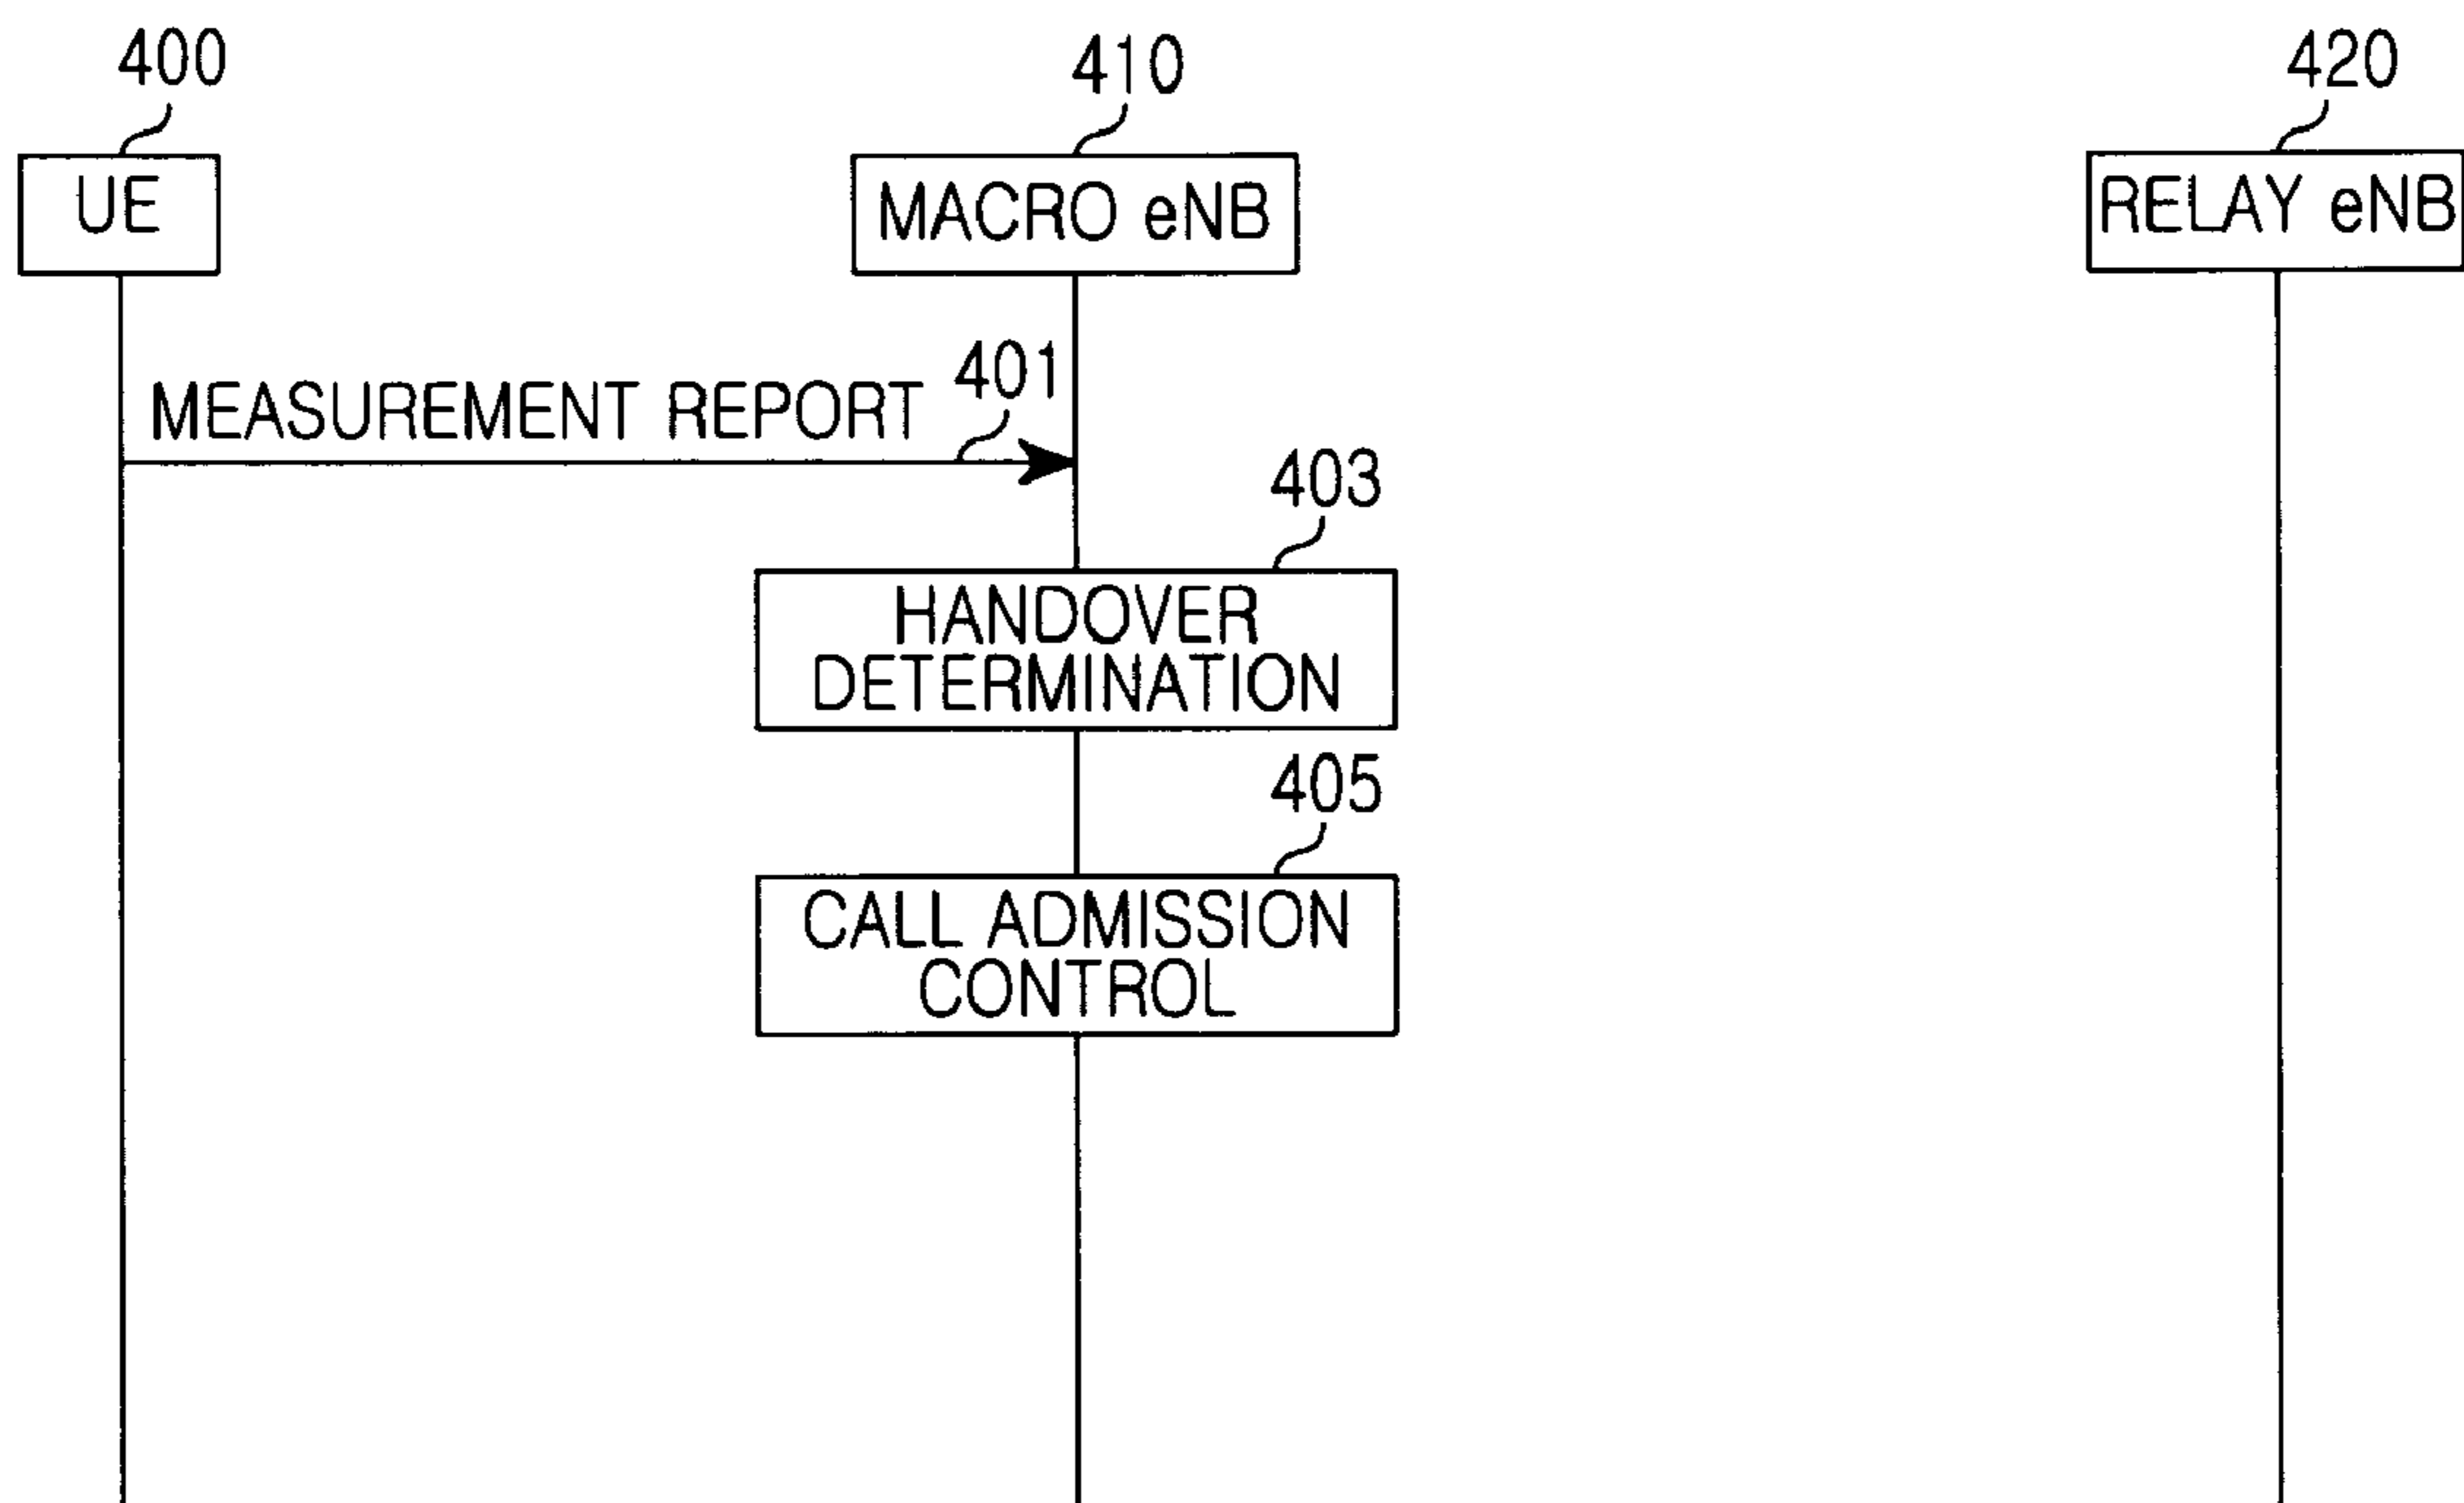 400
410
420
UE
MACRO eNB
RELAY eNB
MEASUREMENT REPORT
401
403
HANDOVER
DETERMINATION
405
CALL ADMISSION
CONTROL